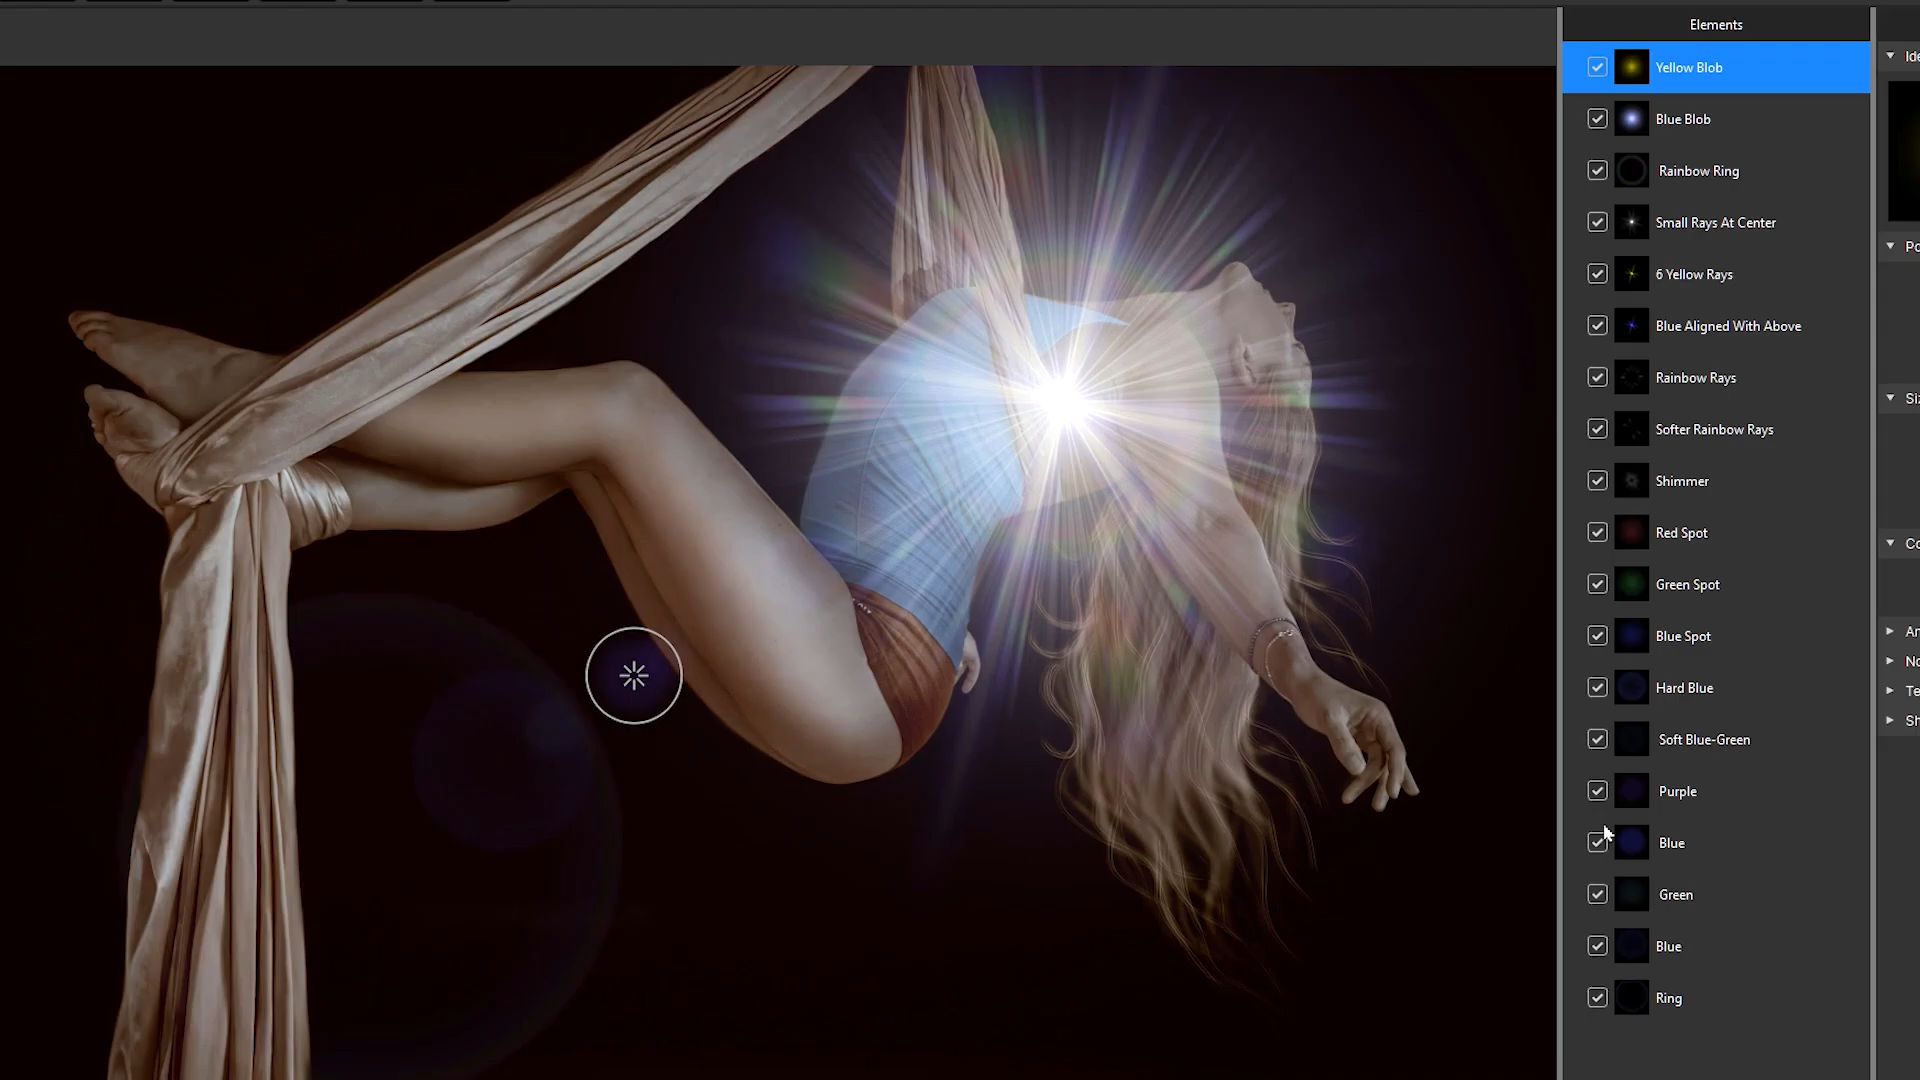 Elements
Yellow Blob
Blue Blob
Rainbow Ring
Small Rays At Center
6 Yellow Rays
Blue Aligned With Above
Rainbow Rays
Softer Rainbow Rays
Shimmer
Red Spot
Green Spot
Blue Spot
Hard Blue
Soft Blue-Green
Purple
Blue
Green
Blue
Ring